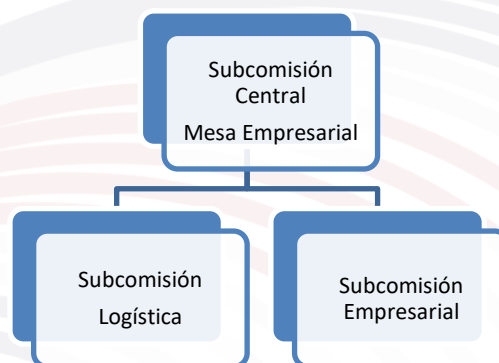 Subcomisión
Central
Mesa Empresarial
Subcomisión
Logística
Subcomisión
Empresarial